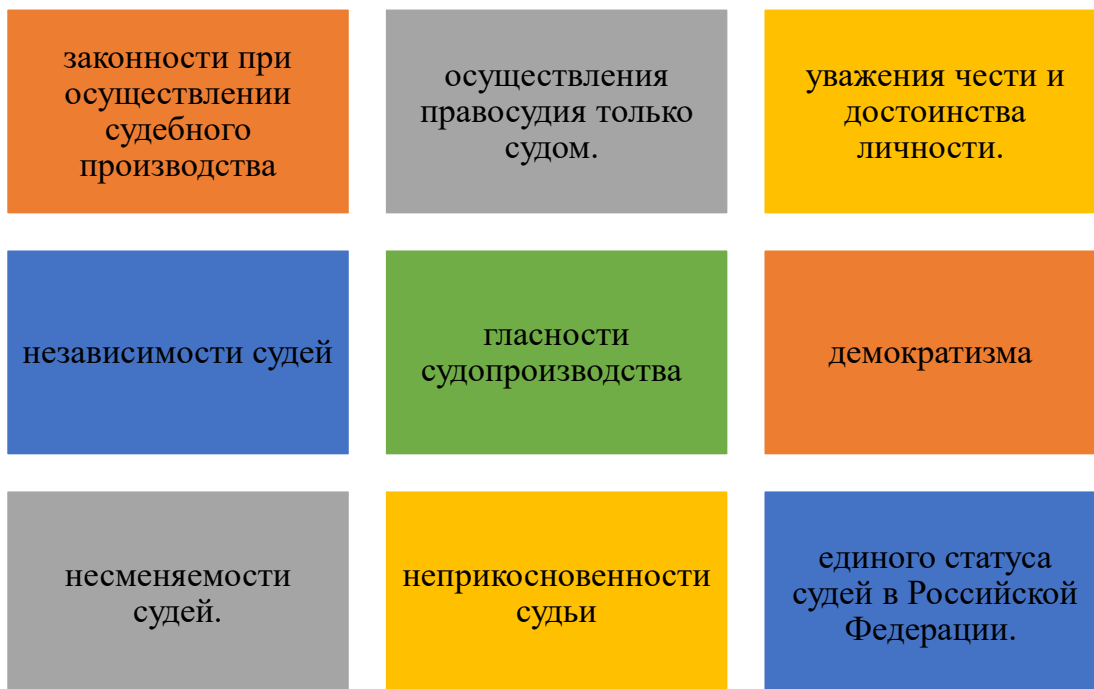 законности при
осуществлении
судебного
производства
осуществления
правосудия только
судом.
уважения чести и
достоинства
личности.
независимости судей
гласности
судопроизводства
демократизма
несменяемости
судей.
неприкосновенности
судьи
единого статуса
судей в Российской
Федерации.